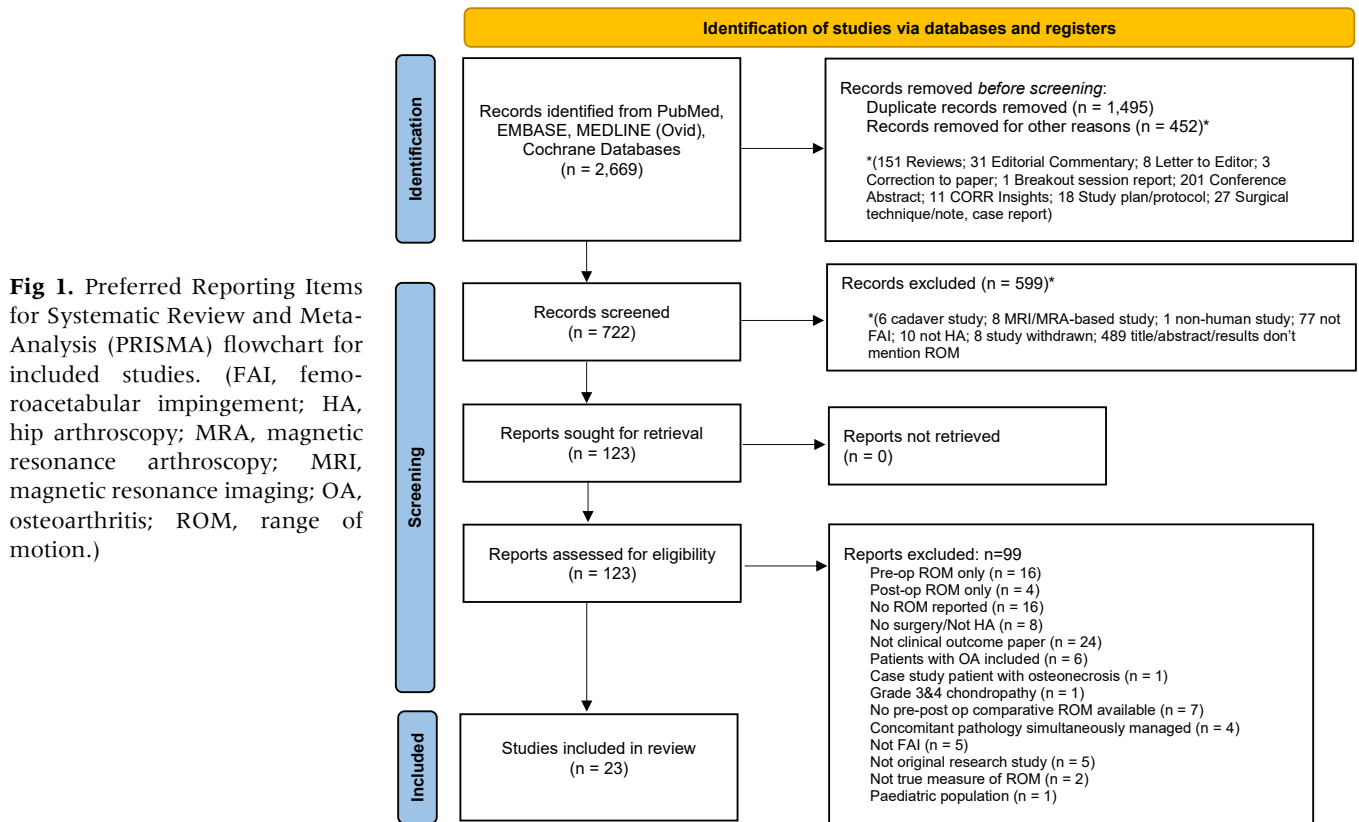 Identification of studies via databases and registers
Identification
Records identified from PubMed,
EMBASE, MEDLINE (Ovid),
Cochrane Databases
(n = 2,669)
Records removed before screening:
Duplicate records removed (n = 1,495)
Records removed for other reasons (n = 452)*
*(151 Reviews; 31 Editorial Commentary; 8 Letter to Editor; 3
Correction to paper; 1 Breakout session report; 201 Conference
Abstract; 11 CORR Insights; 18 Study plan/protocol; 27 Surgical
technique/note, case report)
Fig 1. Preferred Reporting Items
for Systematic Review and Meta-
Analysis (PRISMA) flowchart for
included studies. (FAI, femo-
roacetabular impingement; HA,
hip arthroscopy; MRA, magnetic
resonance arthroscopy; MRI,
magnetic resonance imaging; OA,
osteoarthritis; ROM, range of
motion.)
Screening
Records screened
(n = 722)
Records excluded (n = 599)*
*(6 cadaver study; 8 MRI/MRA-based study; 1 non-human study; 77 not
FAI; 10 not HA; 8 study withdrawn; 489 title/abstract/results don't
mention ROM
Reports sought for retrieval
(n = 123)
Reports not retrieved
(n = 0)
Reports assessed for eligibility
(n = 123)
Reports excluded: n=99
Pre-op ROM only (n = 16)
Post-op ROM only (n = 4)
No ROM reported (n = 16)
No surgery/Not HA (n = 8)
Not clinical outcome paper (n = 24)
Patients with OA included (n = 6)
Case study patient with osteonecrosis (n = 1)
Grade 3&4 chondropathy (n = 1)
No pre-post op comparative ROM available (n = 7)
Concomitant pathology simultaneously managed (n = 4)
Not FAI (n = 5)
Not original research study (n = 5)
Not true measure of ROM (n = 2)
Paediatric population (n = 1)
Included
Studies included in review
(n = 23)